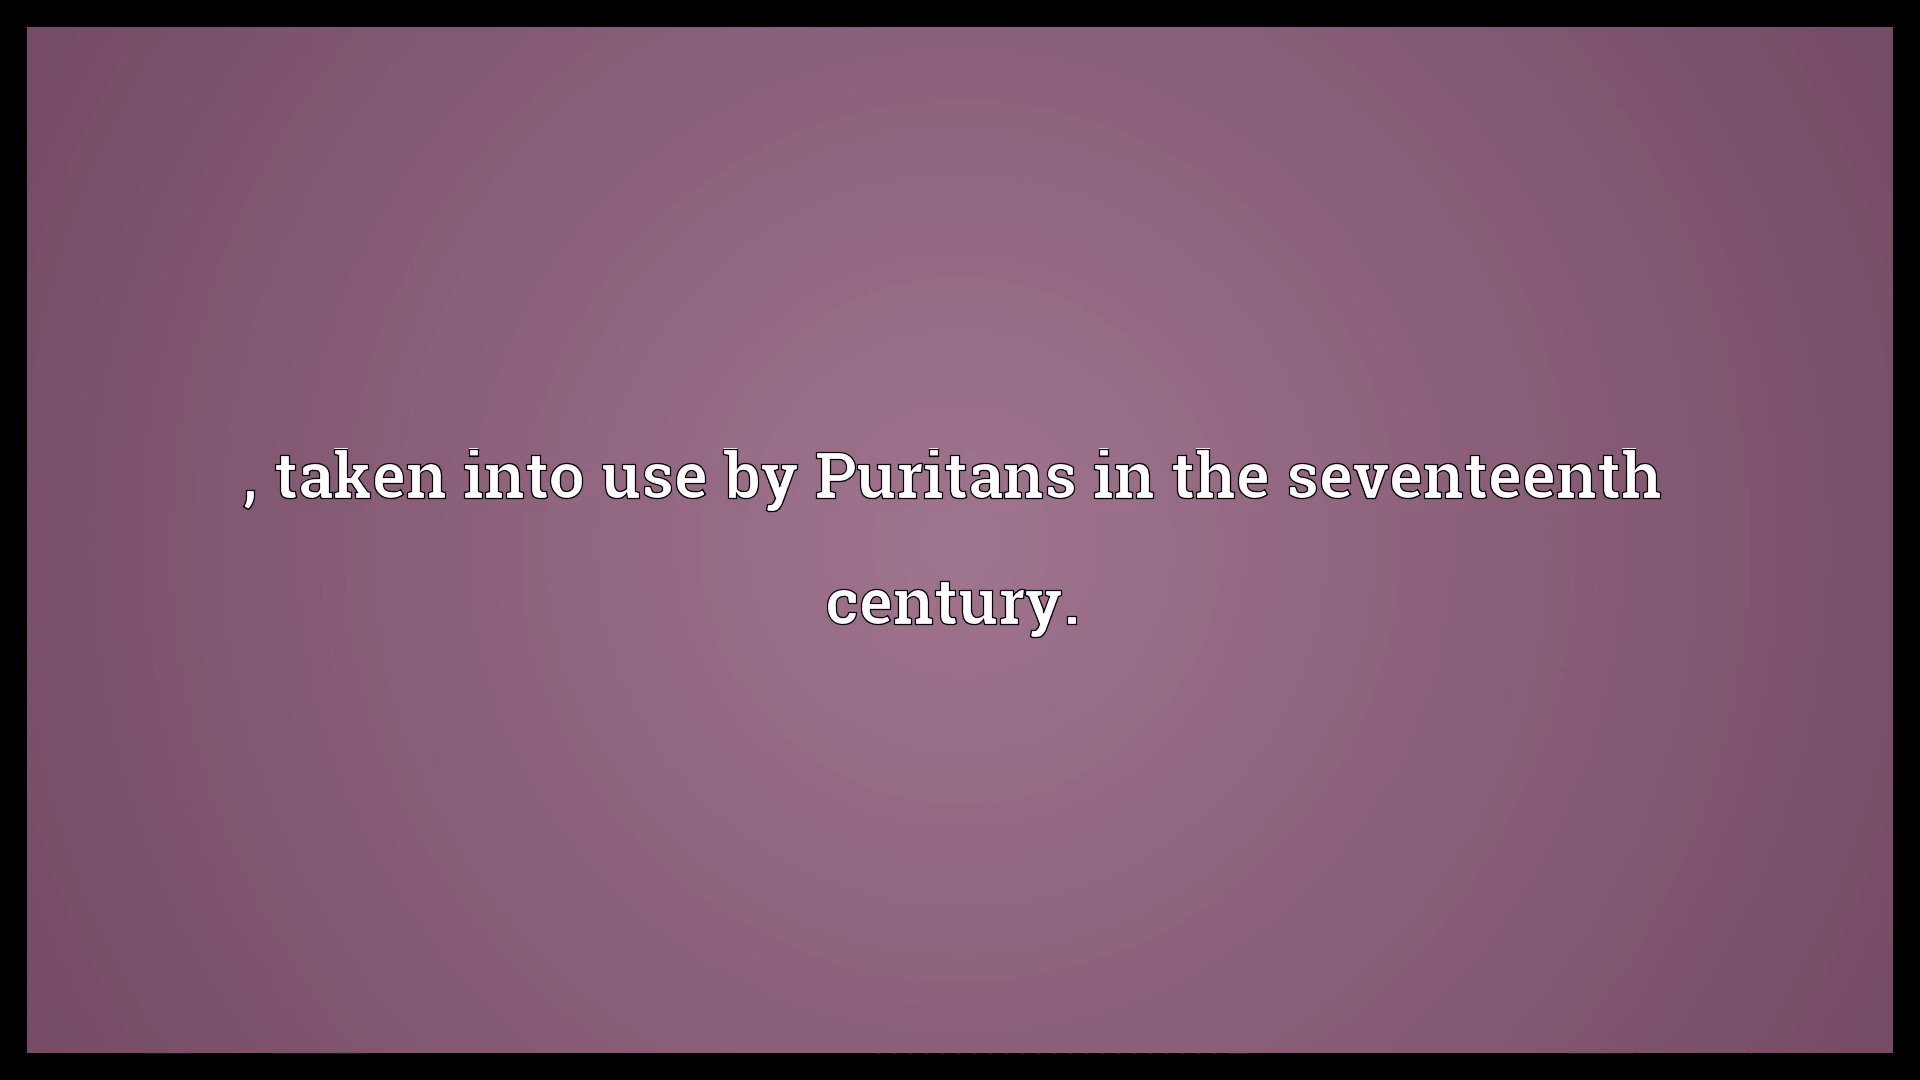 , taken into use by Puritans in the seventeenth
century.